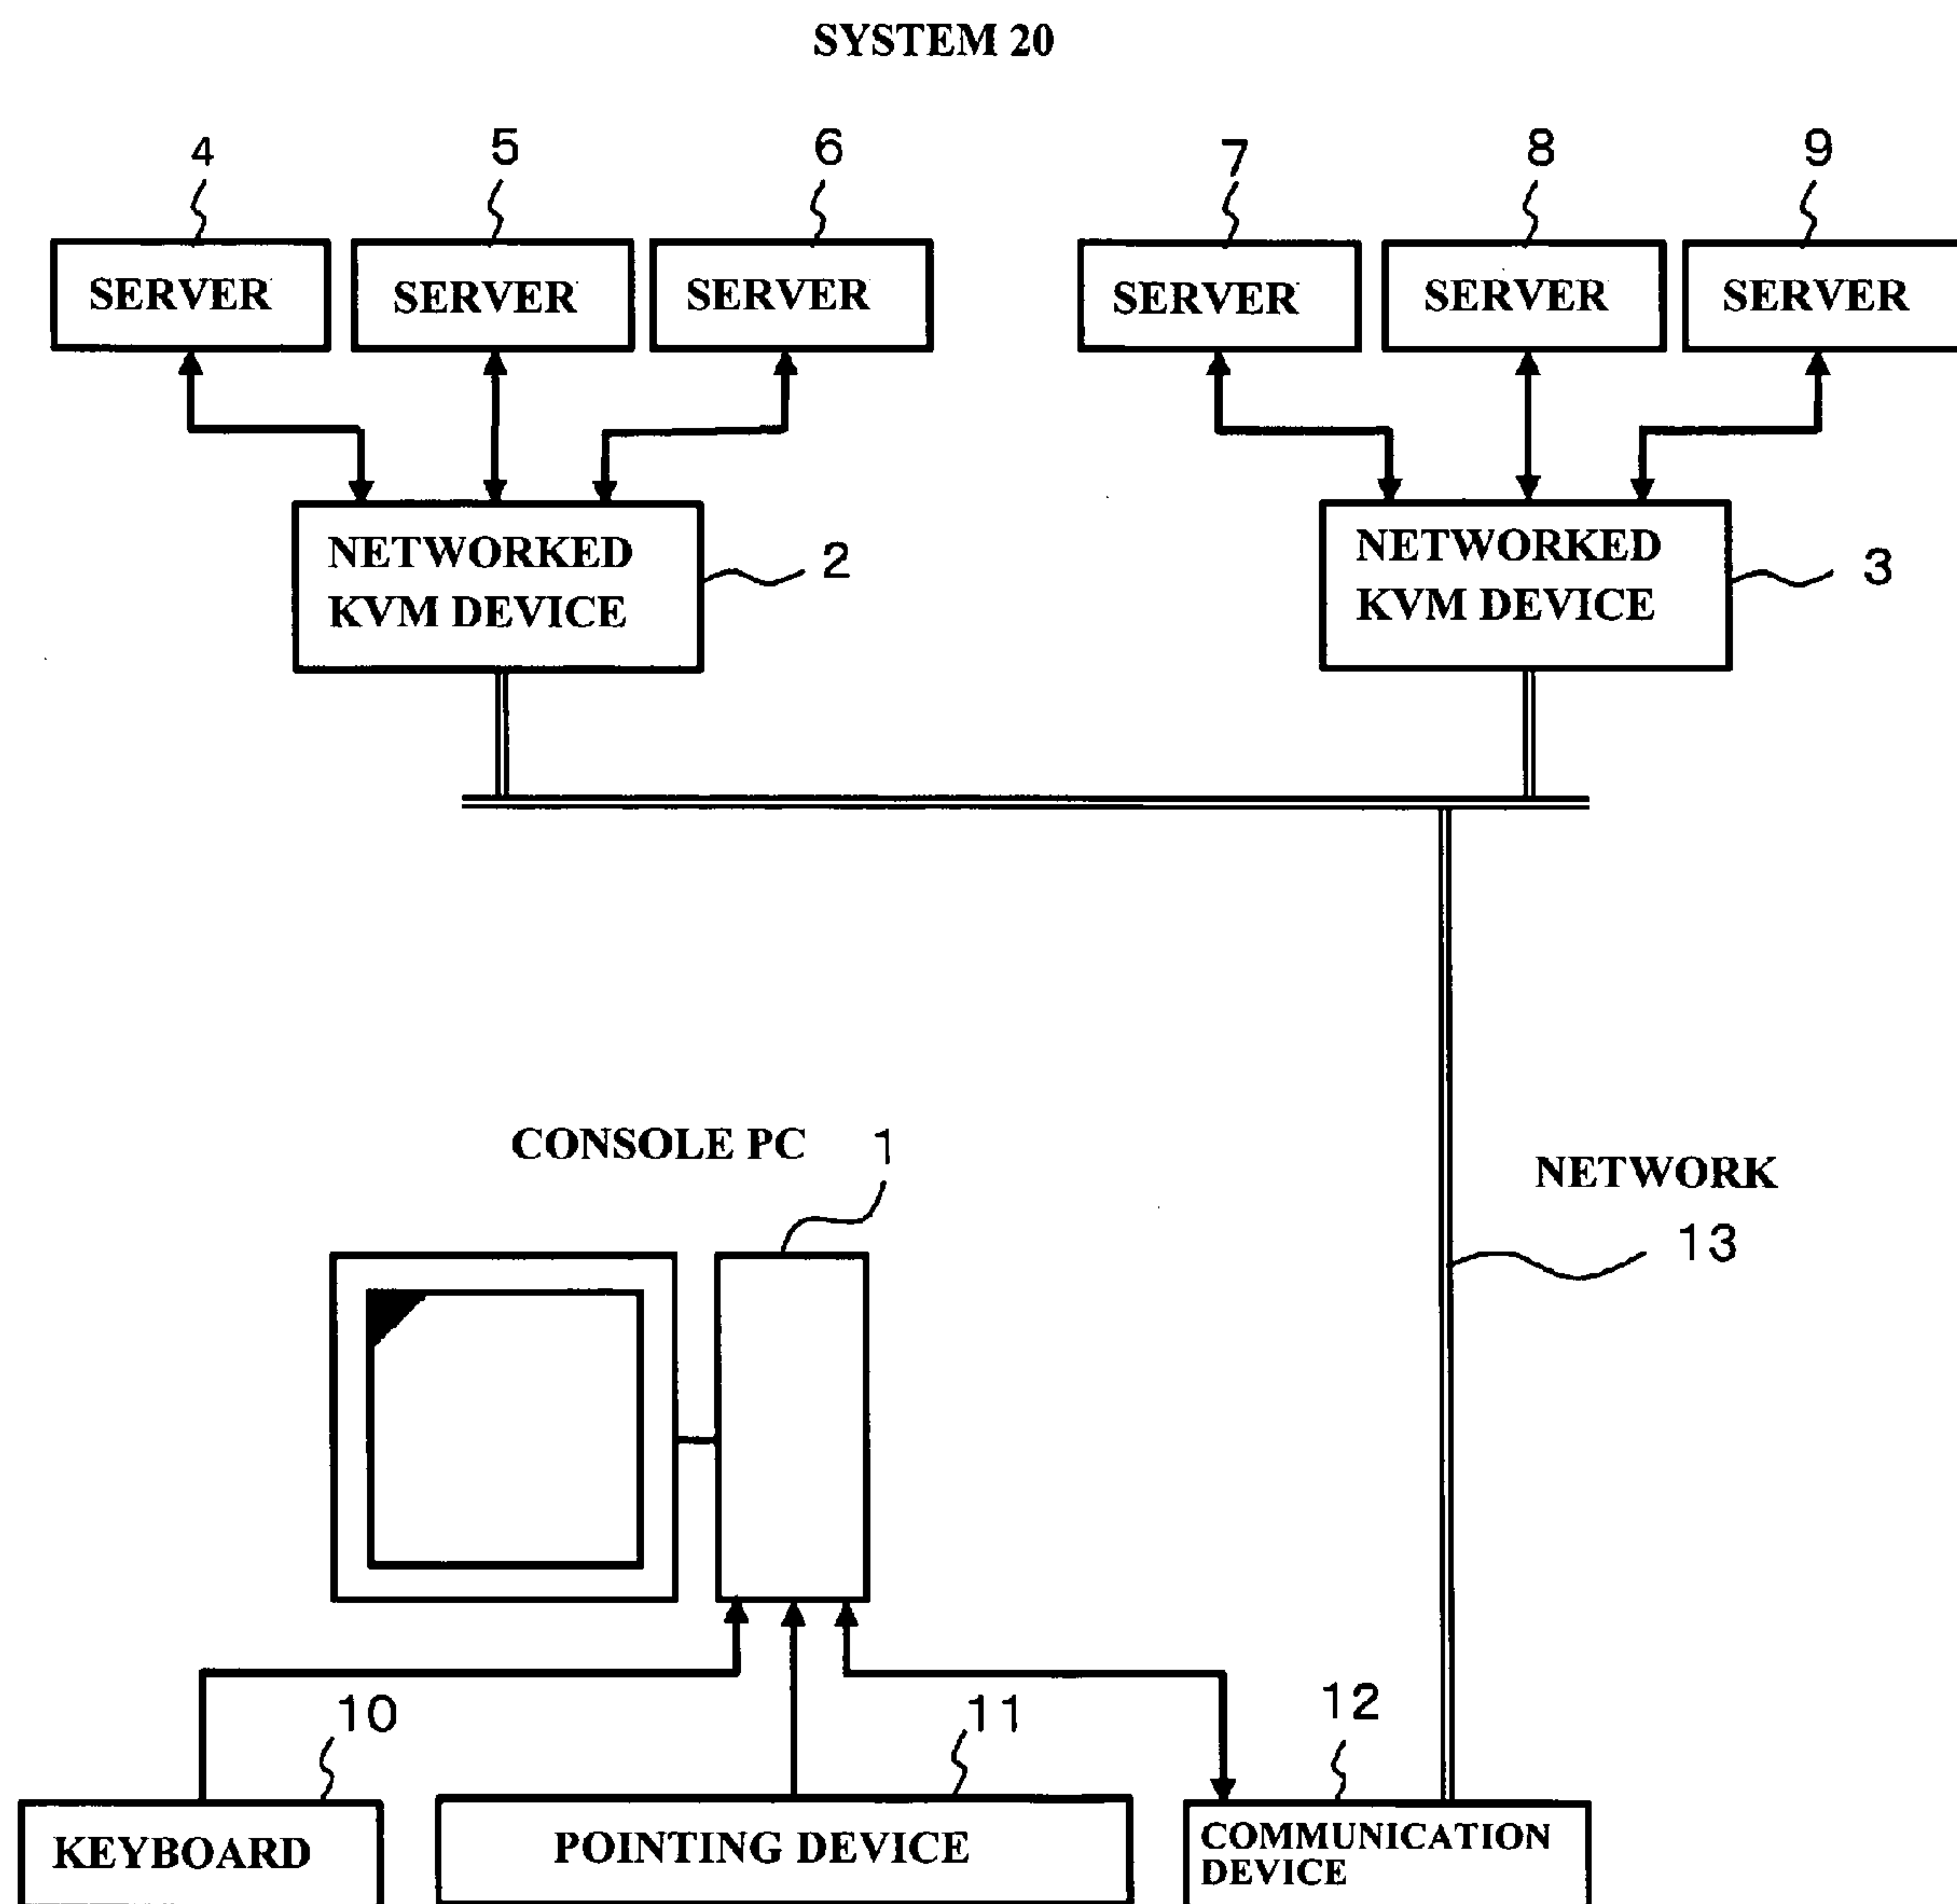 SYSTEM 20
4 5 6 7 8 9
SERVER SERVER SERVER SERVER SERVER SERVER
NETWORKED
KVM DEVICE
2
NETWORKED
KVM DEVICE
3
CONSOLE PC 1
NETWORK
13
10 11 12
KEYBOARD
POINTING DEVICE
COMMUNICATION
DEVICE